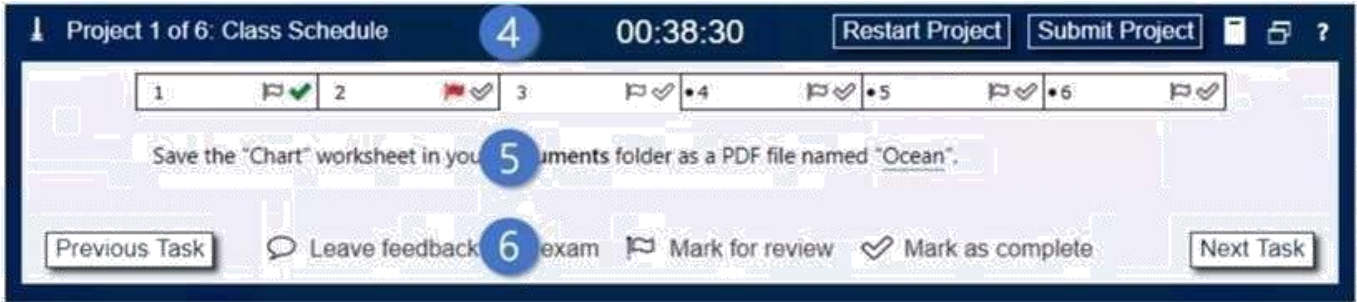 Project 1 of 6: Class Schedule 4 00:38:30 Restart Project Submit Project ?
1 2 3 •4 •5 •6
Save the "Chart" worksheet in you 5 uments folder as a PDF file named "Ocean".
Previous Task Leave feedback 6 exam Mark for review Mark as complete Next Task